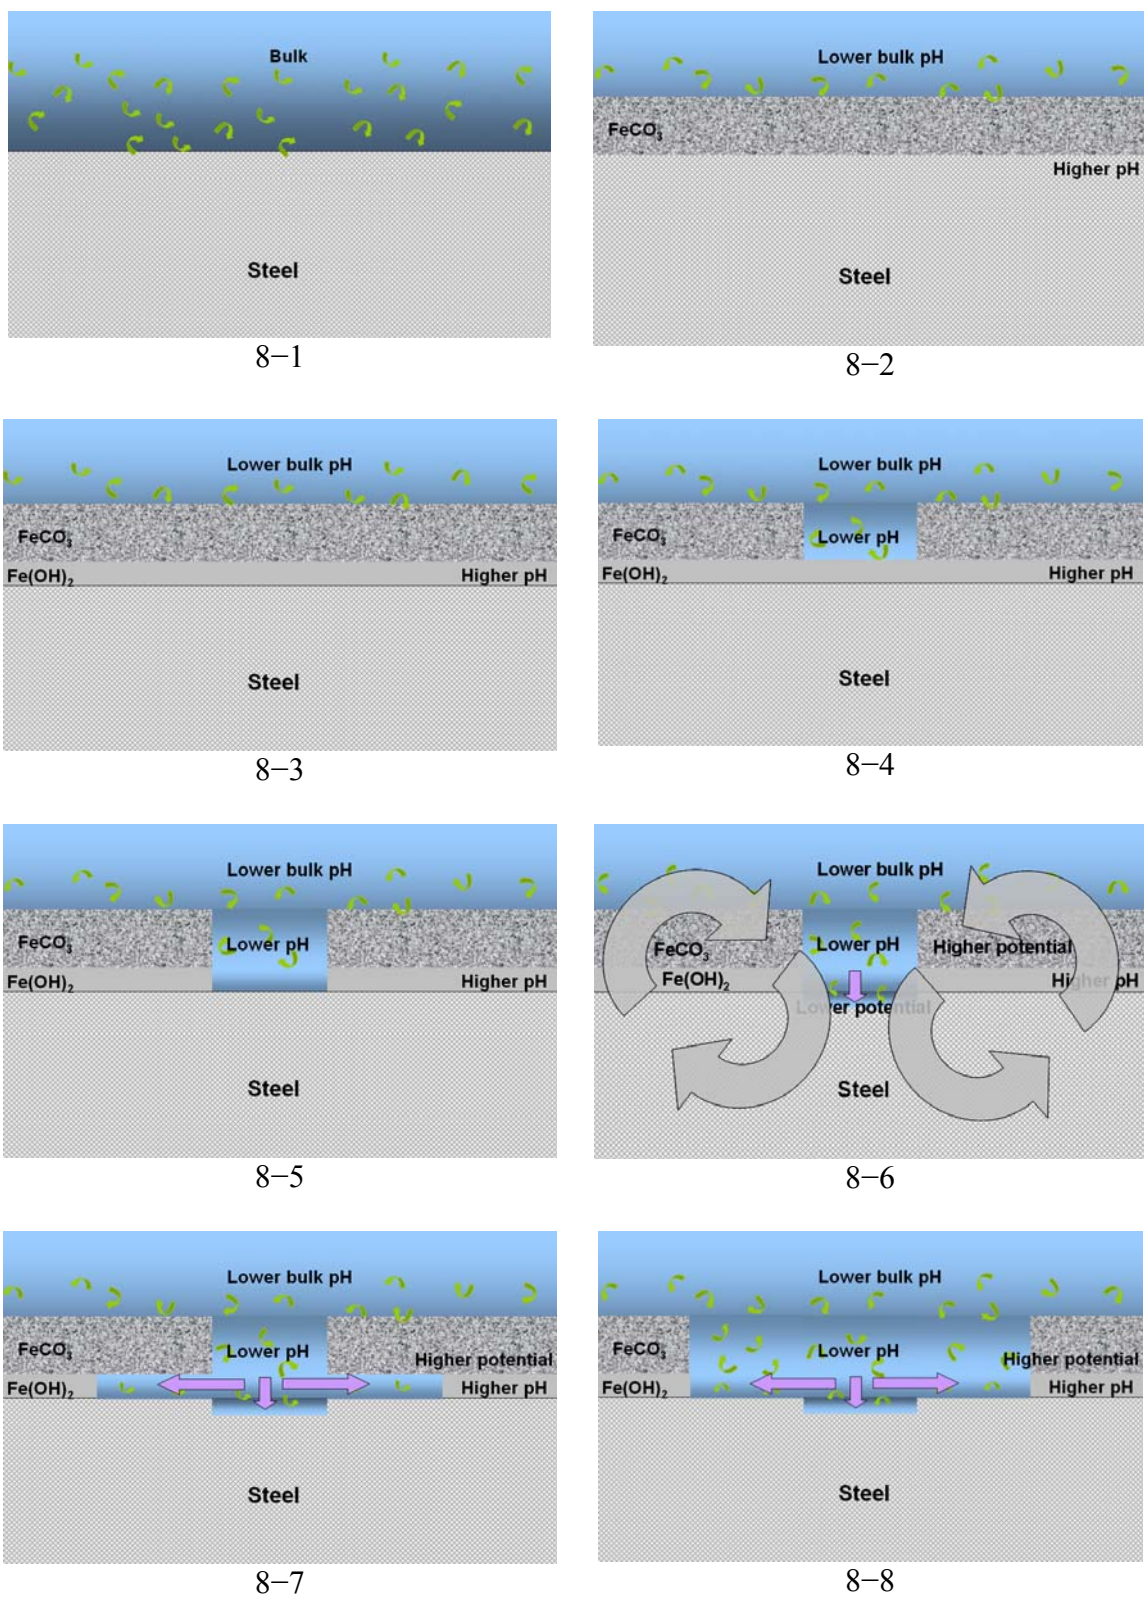 Bulk
Steel
8−1
Lower bulk pH
FeCO3
Higher pH
Steel
8−2
Lower bulk pH
FeCO3
Fe(OH)2
Higher pH
Steel
8−3
Lower bulk pH
FeCO3
Lower pH
Fe(OH)2
Higher pH
Steel
8−4
Lower bulk pH
FeCO3
Lower pH
Fe(OH)2
Higher pH
Steel
8−5
Lower bulk pH
FeCO3
Lower pH
Higher potential
Fe(OH)2
Higher pH
Lower potential
Steel
8−6
Lower bulk pH
FeCO3
Lower pH
Higher potential
Fe(OH)2
Higher pH
Steel
8−7
Lower bulk pH
FeCO3
Lower pH
Higher potential
Fe(OH)2
Higher pH
Steel
8−8